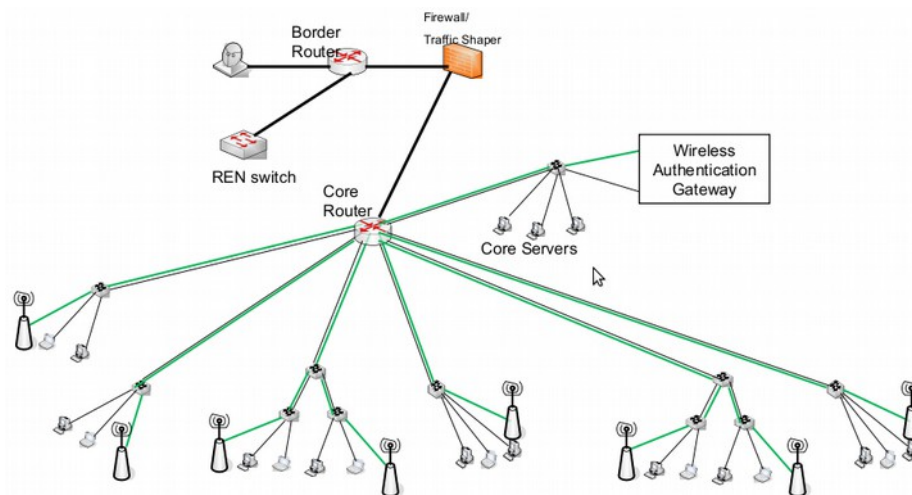 Firewall/
Traffic Shaper
Border
Router
REN switch
Core
Router
Wireless
Authentication
Gateway
Core Servers